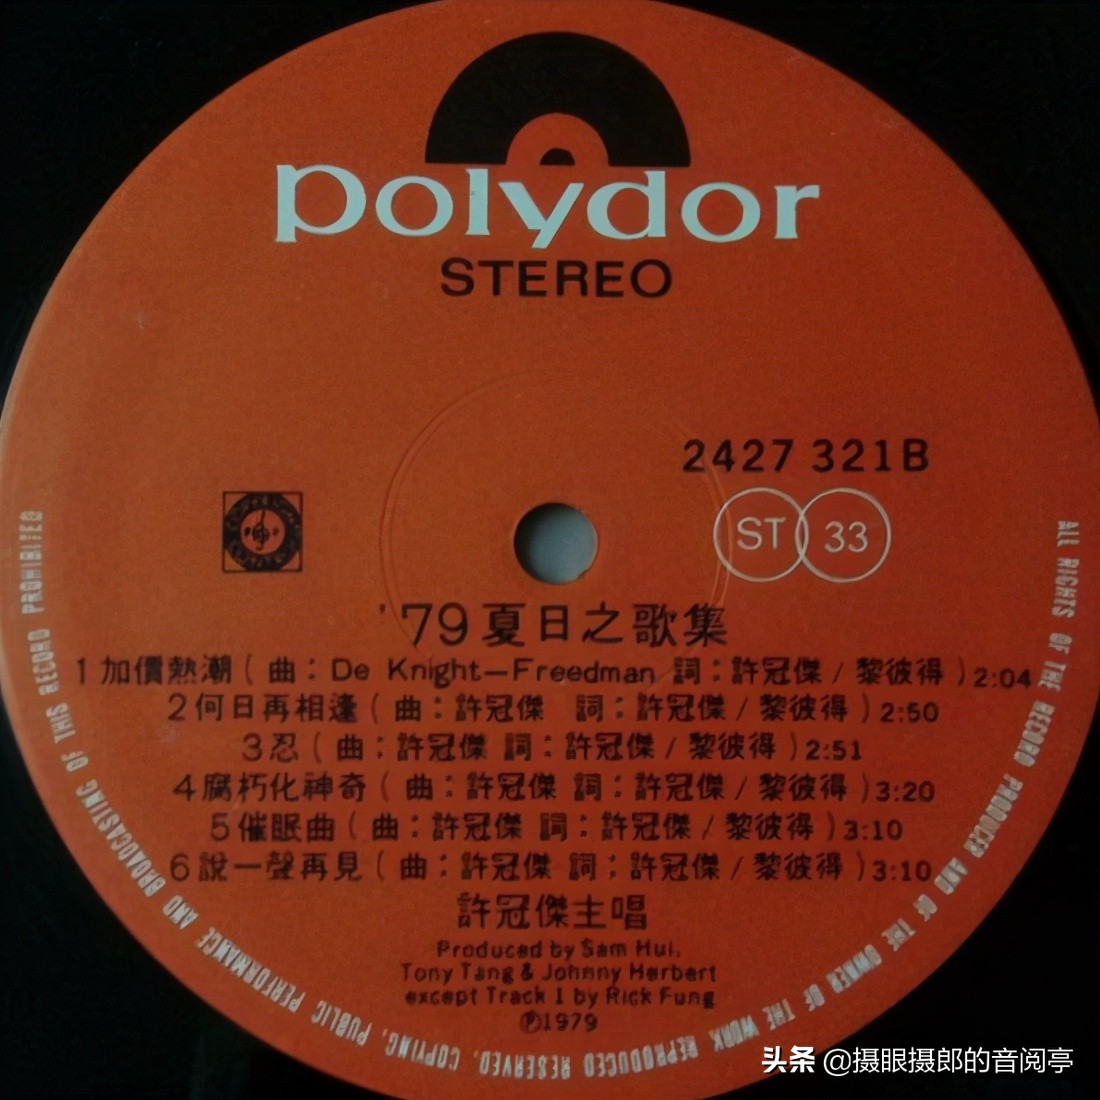 polydor
STEREO
2427 321B
ST 33
'79夏日之歌集
1加價熱潮(曲:De Knight—Freedman 詞:許冠傑/黎彼得)2:04
2何日再相逢(曲:許冠傑 詞:許冠傑/黎彼得)2:50
3忍(曲:許冠傑 詞:許冠傑/黎彼得)2:51
4腐朽化神奇(曲:許冠傑 詞:許冠傑/黎彼得)3:20
5催眠曲(曲:許冠傑 詞:許冠傑/黎彼得)3:10
6說一聲再見(曲:許冠傑 詞:許冠傑/黎彼得)3:10
許冠傑主唱
Produced by Sam Hui,
Tony Tang & Johnny Herbert
except Track 1 by Rick Fung
℗1979
ALL RIGHTS OF THE RECORD PRODUCER AND OF THE OWNER OF THE WORK REPRODUCED RESERVED. COPYING, PUBLIC PERFORMANCE AND BROADCASTING OF THIS RECORD PROHIBITED
头条 @摄眼摄郎的音阅亭